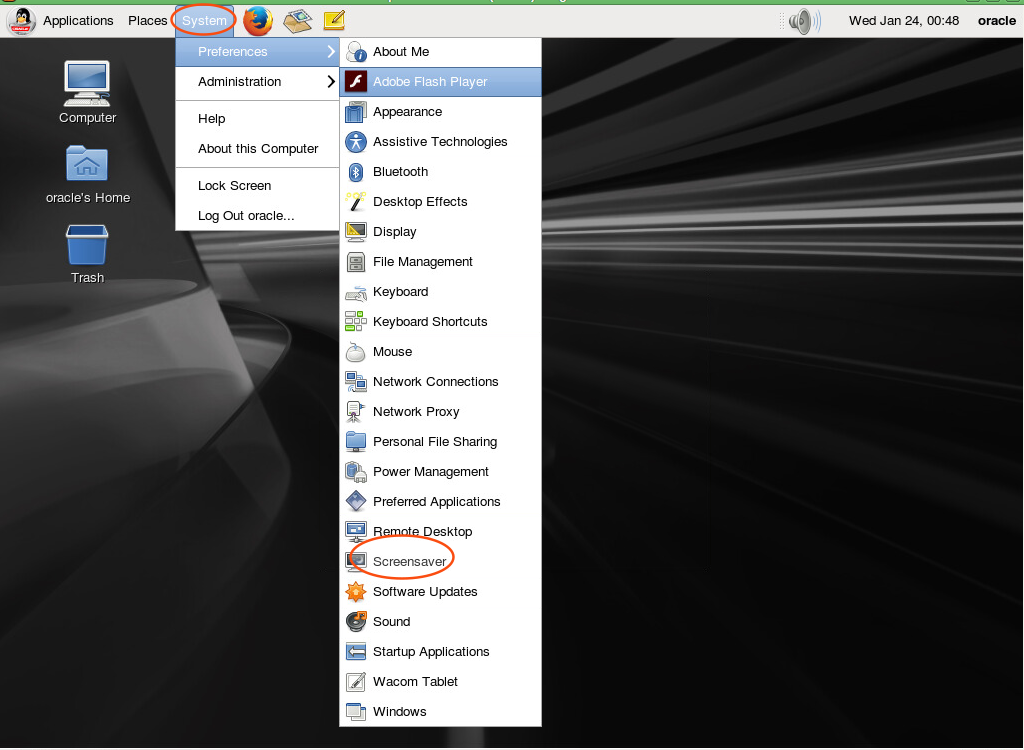 Applications Places System Wed Jan 24, 00:48 oracle
Computer
oracle's Home
Trash
Preferences
Administration
Help
About this Computer
Lock Screen
Log Out oracle...
About Me
Adobe Flash Player
Appearance
Assistive Technologies
Bluetooth
Desktop Effects
Display
File Management
Keyboard
Keyboard Shortcuts
Mouse
Network Connections
Network Proxy
Personal File Sharing
Power Management
Preferred Applications
Remote Desktop
Screensaver
Software Updates
Sound
Startup Applications
Wacom Tablet
Windows